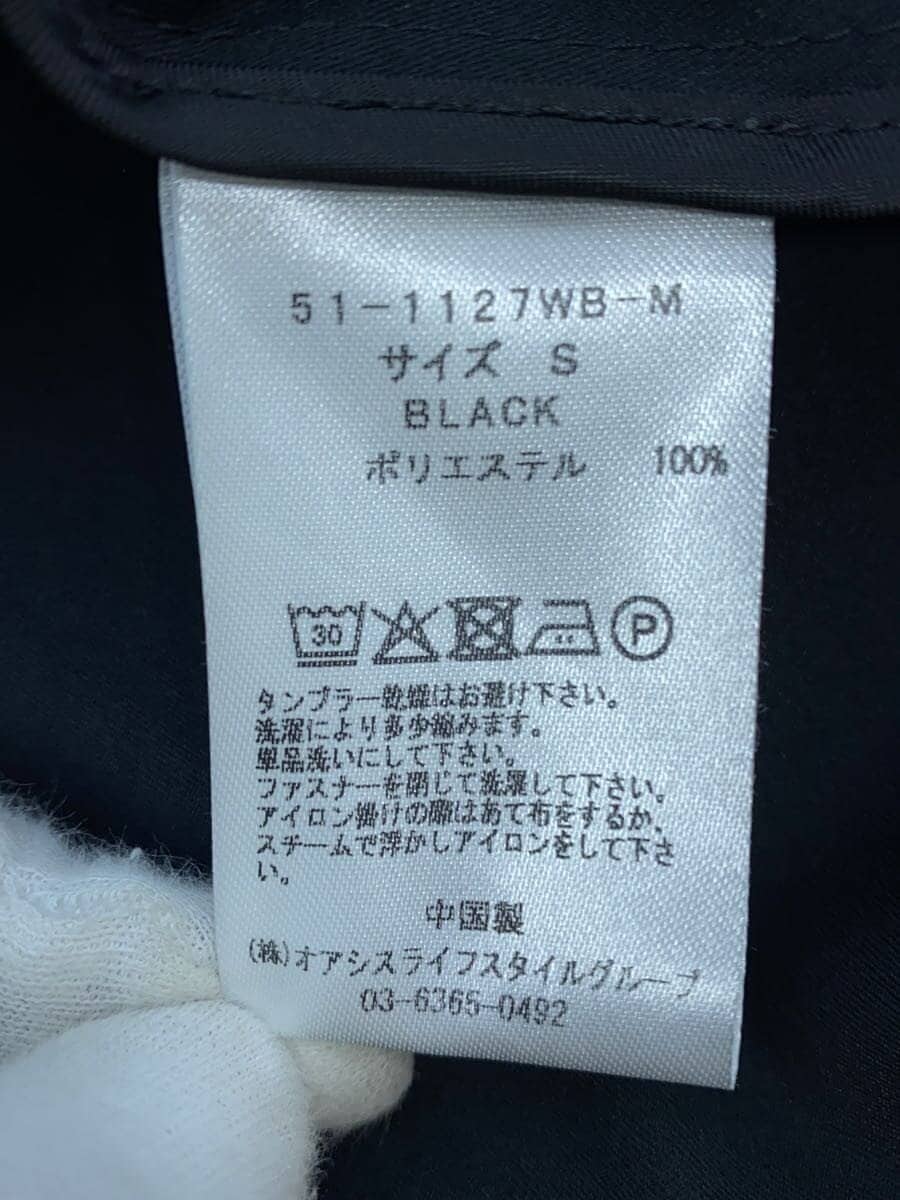 51-1127WB-M
サイズ S
BLACK
ポリエステル 100%
30 P
タンブラー乾燥はお避け下さい。
洗濯により多少縮みます。
単品洗いにして下さい。
ファスナーを閉じて洗濯して下さい。
アイロン掛けの際はあて布をするか、
スチームで浮かしアイロンをして下さ
い。
中国製
(株)オアシスライフスタイルグループ
03-6365-0492